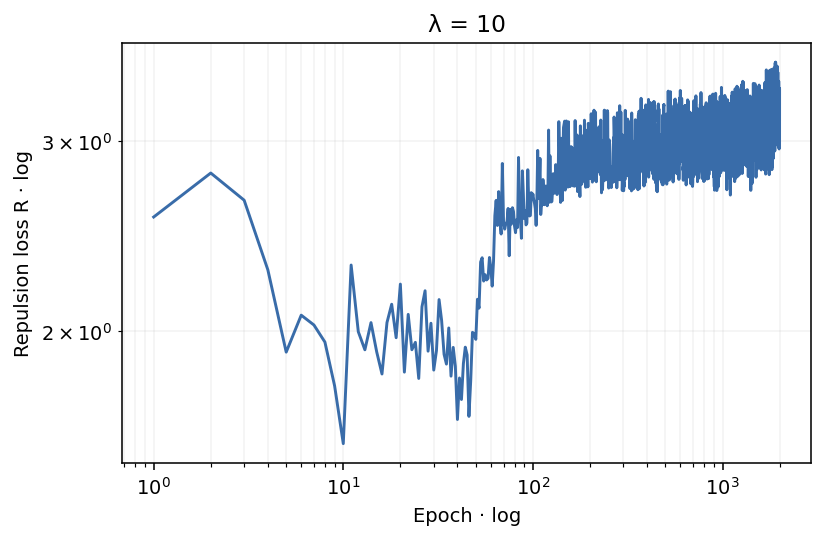 λ = 10
Repulsion loss R · log
3 × 10⁰
2 × 10⁰
10⁰ 10¹ 10² 10³
Epoch · log